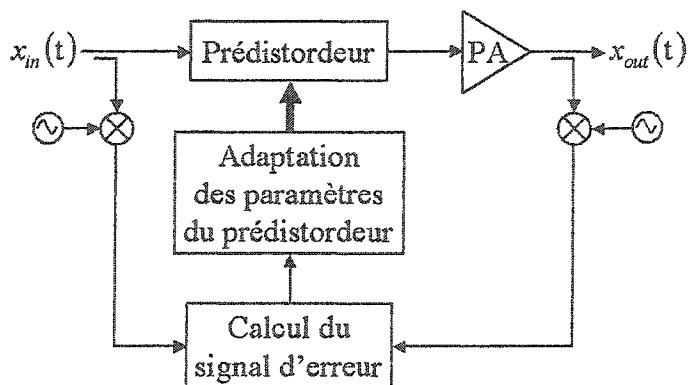 x_in(t)
Prédistordeur
PA
x_out(t)
Adaptation
des paramètres
du prédistordeur
Calcul du
signal d'erreur